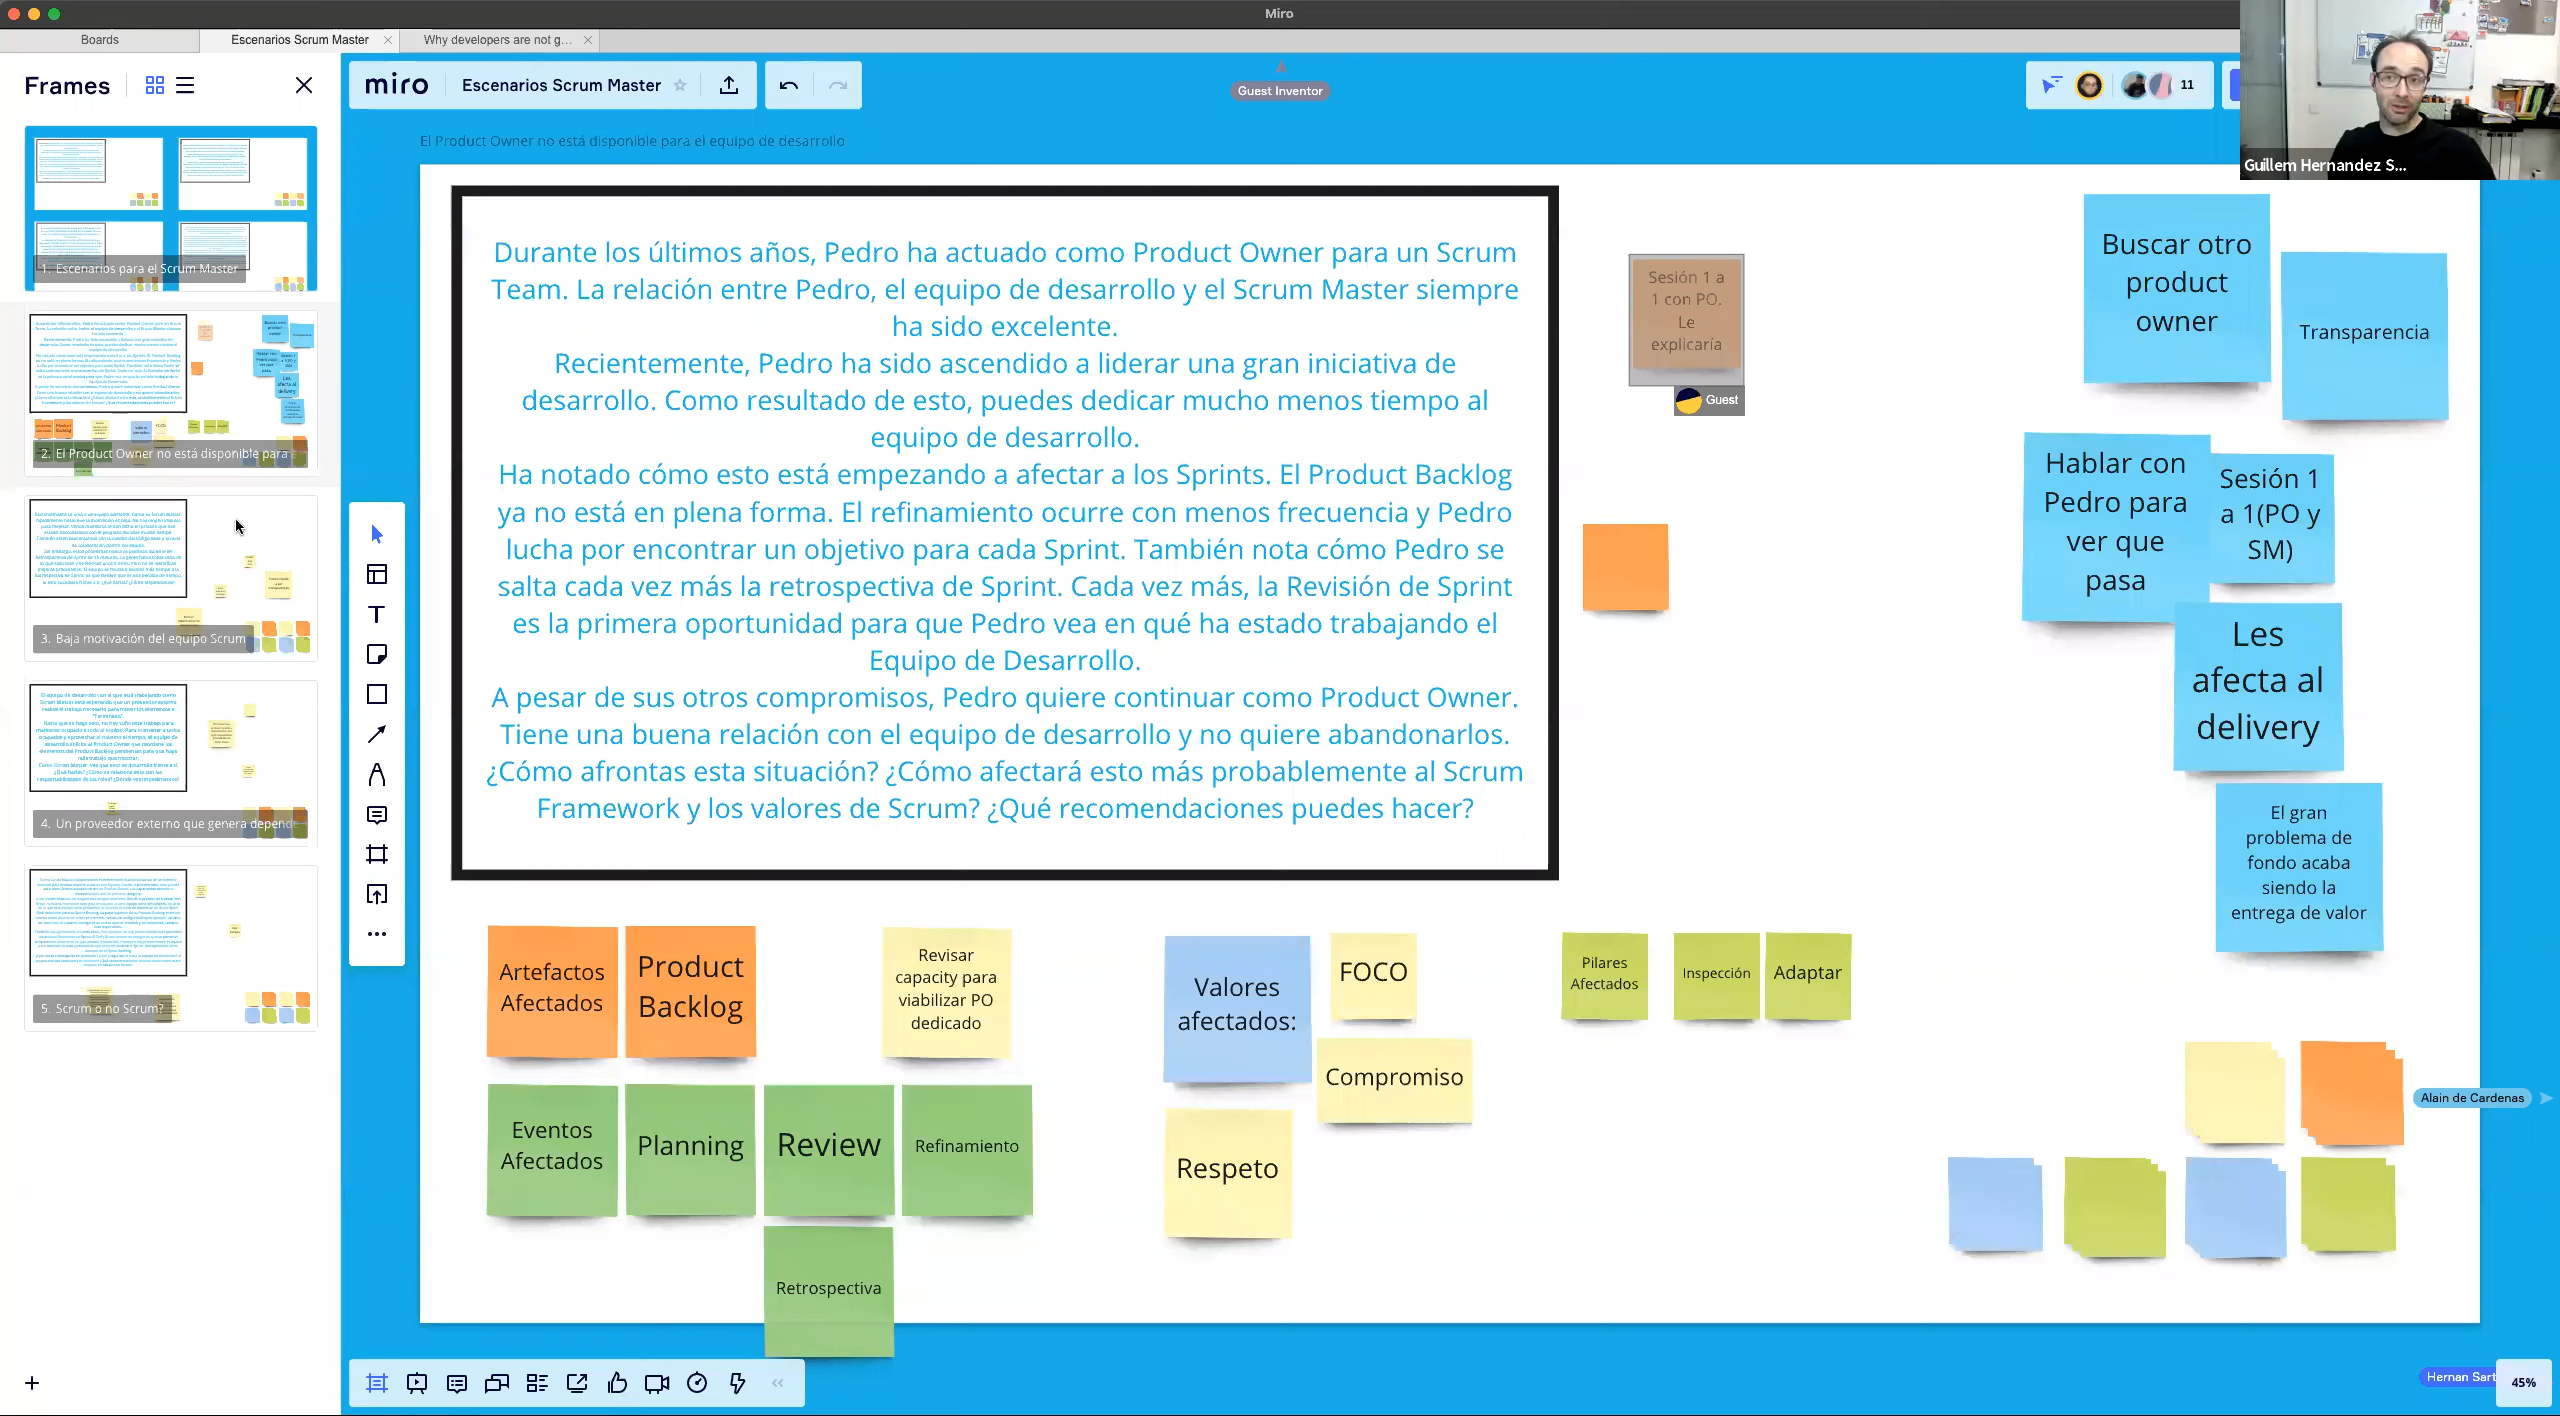 Miro
Boards
Escenarios Scrum Master
Why developers are not g...
Frames
miro
Escenarios Scrum Master
Guest Inventor
11
Guillem Hernandez S...
El Product Owner no está disponible para el equipo de desarrollo
1. Escenarios para el Scrum Master
2. El Product Owner no está disponible para
3. Baja motivación del equipo Scrum
4. Un proveedor externo que genera depend
5. Scrum o no Scrum?
Durante los últimos años, Pedro ha actuado como Product Owner para un Scrum
Team. La relación entre Pedro, el equipo de desarrollo y el Scrum Master siempre
ha sido excelente.
Recientemente, Pedro ha sido ascendido a liderar una gran iniciativa de
desarrollo. Como resultado de esto, puedes dedicar mucho menos tiempo al
equipo de desarrollo.
Ha notado cómo esto está empezando a afectar a los Sprints. El Product Backlog
ya no está en plena forma. El refinamiento ocurre con menos frecuencia y Pedro
lucha por encontrar un objetivo para cada Sprint. También nota cómo Pedro se
salta cada vez más la retrospectiva de Sprint. Cada vez más, la Revisión de Sprint
es la primera oportunidad para que Pedro vea en qué ha estado trabajando el
Equipo de Desarrollo.
A pesar de sus otros compromisos, Pedro quiere continuar como Product Owner.
Tiene una buena relación con el equipo de desarrollo y no quiere abandonarlos.
¿Cómo afrontas esta situación? ¿Cómo afectará esto más probablemente al Scrum
Framework y los valores de Scrum? ¿Qué recomendaciones puedes hacer?
Sesión 1 a
1 con PO.
Le
explicaría
Guest
Buscar otro
product
owner
Transparencia
Hablar con
Pedro para
ver que
pasa
Sesión 1
a 1(PO y
SM)
Les
afecta al
delivery
El gran
problema de
fondo acaba
siendo la
entrega de valor
Artefactos
Afectados
Product
Backlog
Revisar
capacity para
viabilizar PO
dedicado
Valores
afectados:
FOCO
Compromiso
Respeto
Pilares
Afectados
Inspección
Adaptar
Eventos
Afectados
Planning
Review
Refinamiento
Retrospectiva
Alain de Cardenas
Hernan Sart
45%